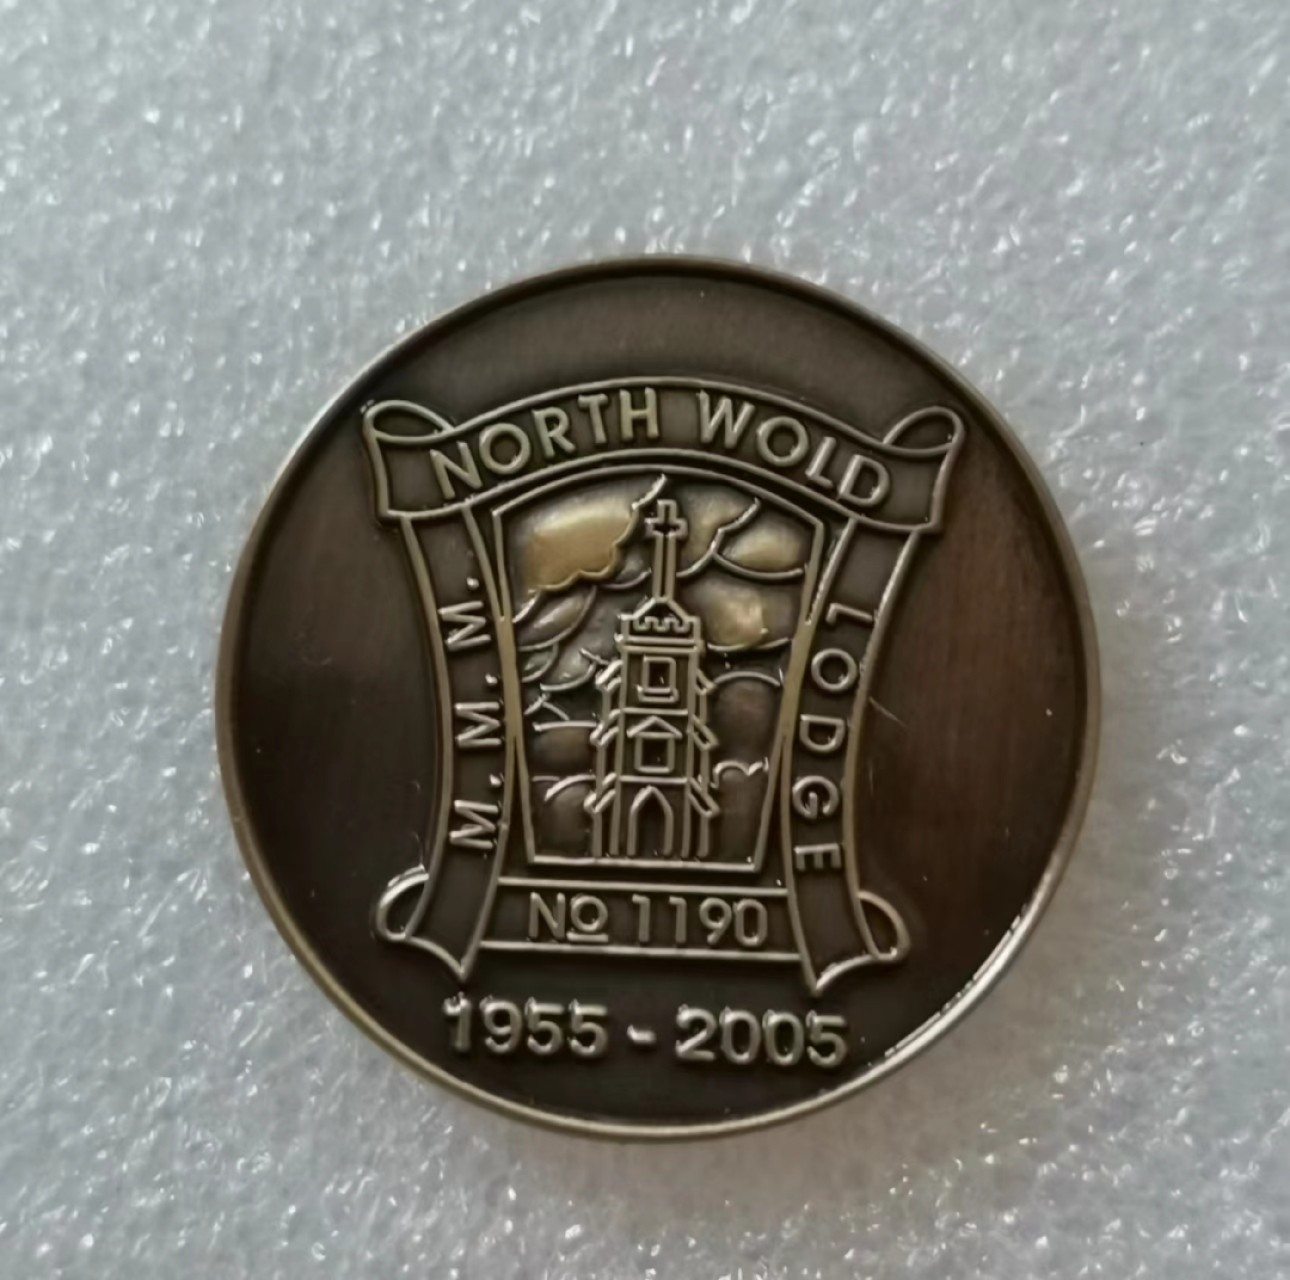 NORTH WOLD
M. M. M.
LODGE
No 1190
1955 - 2005